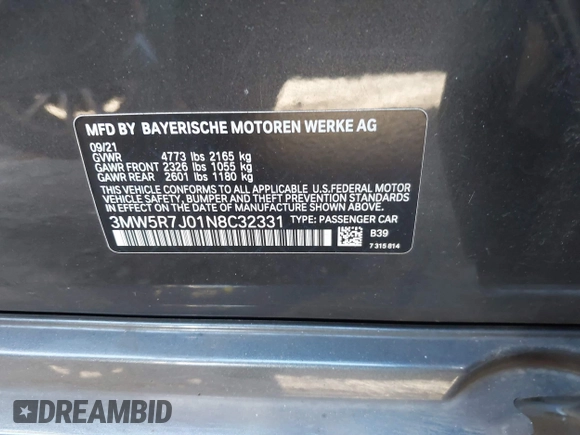 MFD BY BAYERISCHE MOTOREN WERKE AG
09/21
GVWR 4773 lbs 2165 kg
GAWR FRONT 2326 lbs 1055 kg
GAWR REAR 2601 lbs 1180 kg
THIS VEHICLE CONFORMS TO ALL APPLICABLE U.S.FEDERAL MOTOR
VEHICLE SAFETY, BUMPER AND THEFT PREVENTION STANDARDS IN
EFFECT ON THE DATE OF MANUFACTURE SHOWN ABOVE.
3MW5R7J01N8C32331 TYPE: PASSENGER CAR
B39
7 315 814
DREAMBID